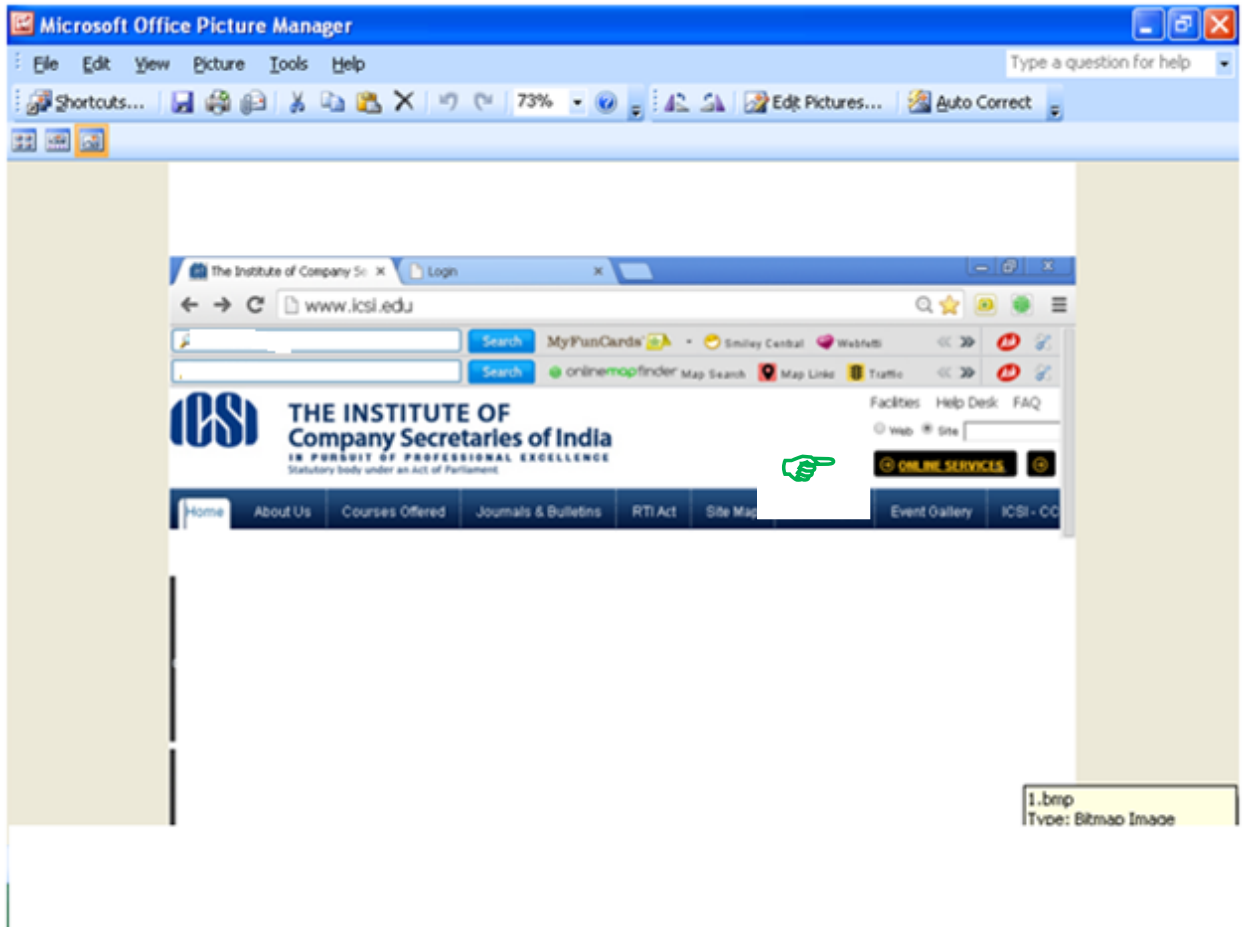 Microsoft Office Picture Manager
File Edit View Picture Tools Help Type a question for help
Shortcuts... 73% Edit Pictures... Auto Correct
The Institute of Company Se Login
www.icsi.edu
Search MyFunCards Smiley Central Webfetti
Search onlinemapfinder Map Search Map Links Traffic
Facilities Help Desk FAQ
ICSI THE INSTITUTE OF
Web Site
Company Secretaries of India
IN PURSUIT OF PROFESSIONAL EXCELLENCE
Statutory body under an Act of Parliament
ONLINE SERVICES
Home About Us Courses Offered Journals & Bulletins RTI Act Site Map Event Gallery ICSI - CC
1.bmp
Type: Bitmap Image